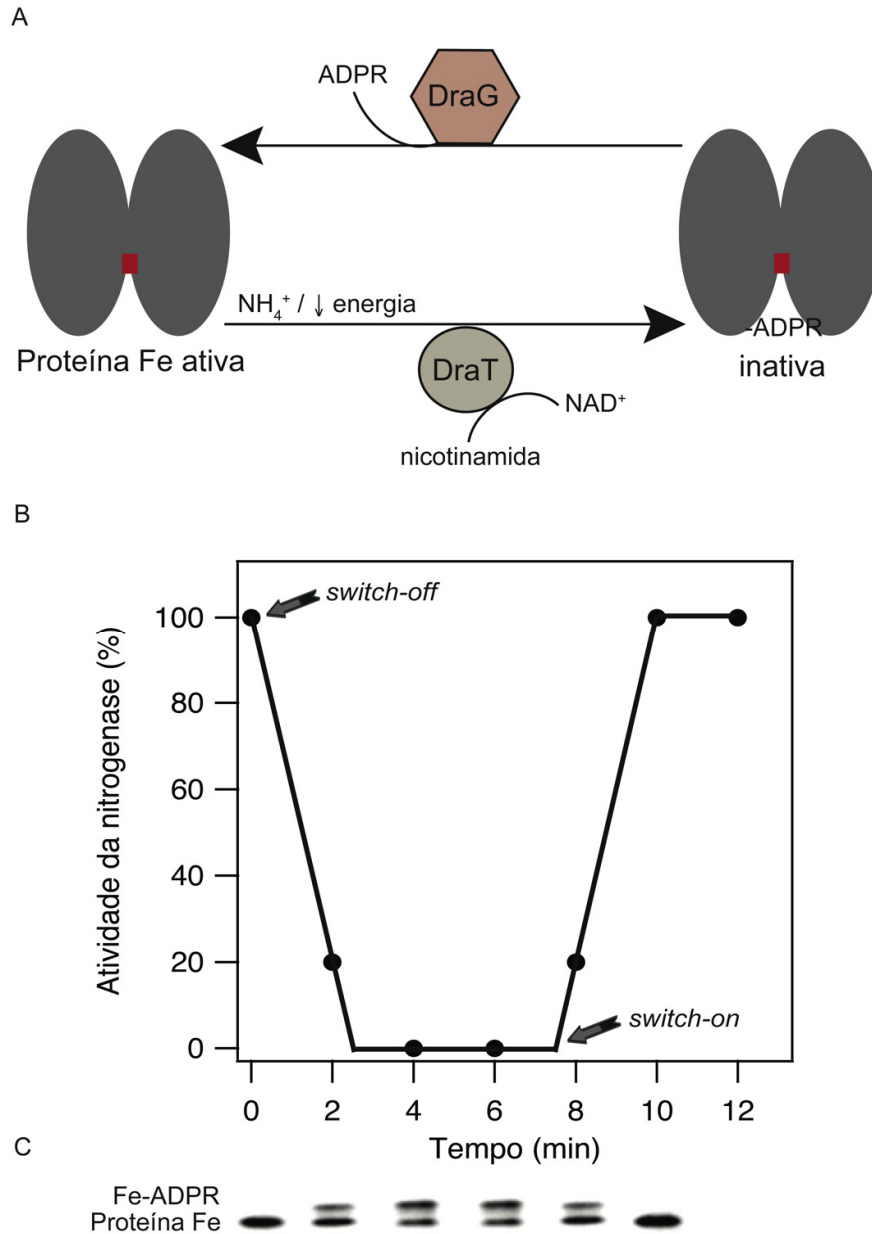 A
ADPR
DraG
NH₄⁺ / ↓ energia
-ADPR
Proteína Fe ativa
inativa
DraT
NAD⁺
nicotinamida
B
switch-off
100
80
60
40
20
0
Atividade da nitrogenase (%)
switch-on
0 2 4 6 8 10 12
Tempo (min)
C
Fe-ADPR
Proteína Fe